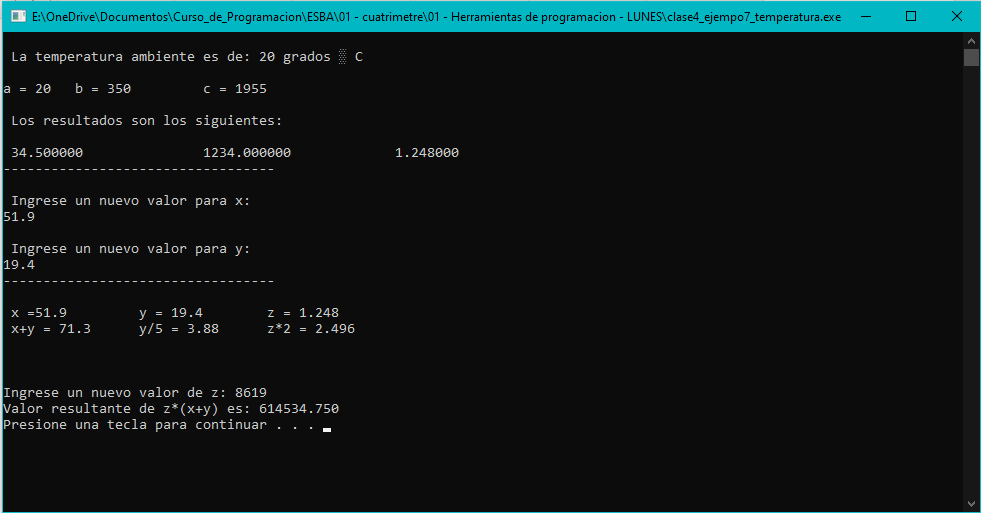 E:\OneDrive\Documentos\Curso_de_Programacion\ESBA\01 - cuatrimetre\01 - Herramientas de programacion - LUNES\clase4_ejempo7_temperatura.exe
La temperatura ambiente es de: 20 grados ▒ C
a = 20 b = 350 c = 1955
Los resultados son los siguientes:
34.500000 1234.000000 1.248000
----------------------------------
Ingrese un nuevo valor para x:
51.9
Ingrese un nuevo valor para y:
19.4
----------------------------------
x =51.9 y = 19.4 z = 1.248
x+y = 71.3 y/5 = 3.88 z*2 = 2.496
Ingrese un nuevo valor de z: 8619
Valor resultante de z*(x+y) es: 614534.750
Presione una tecla para continuar . . .